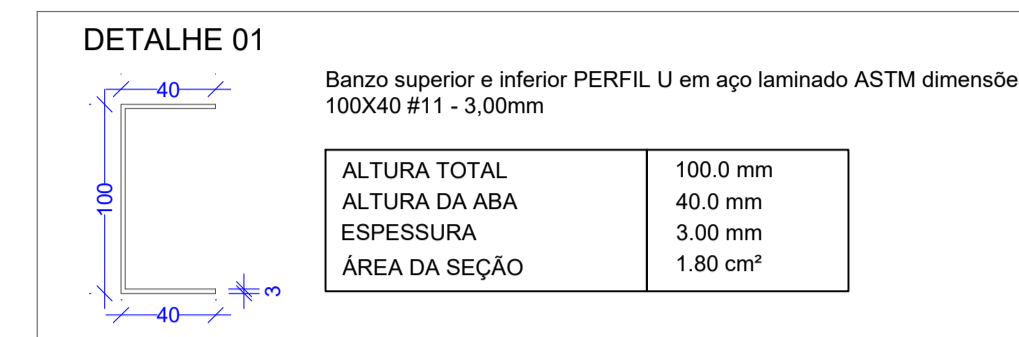 DETALHE 01
40
100
40
3
Banzo superior e inferior PERFIL U em aço laminado ASTM dimensõe
100X40 #11 - 3,00mm
ALTURA TOTAL 100.0 mm
ALTURA DA ABA 40.0 mm
ESPESSURA 3.00 mm
ÁREA DA SEÇÃO 1.80 cm²